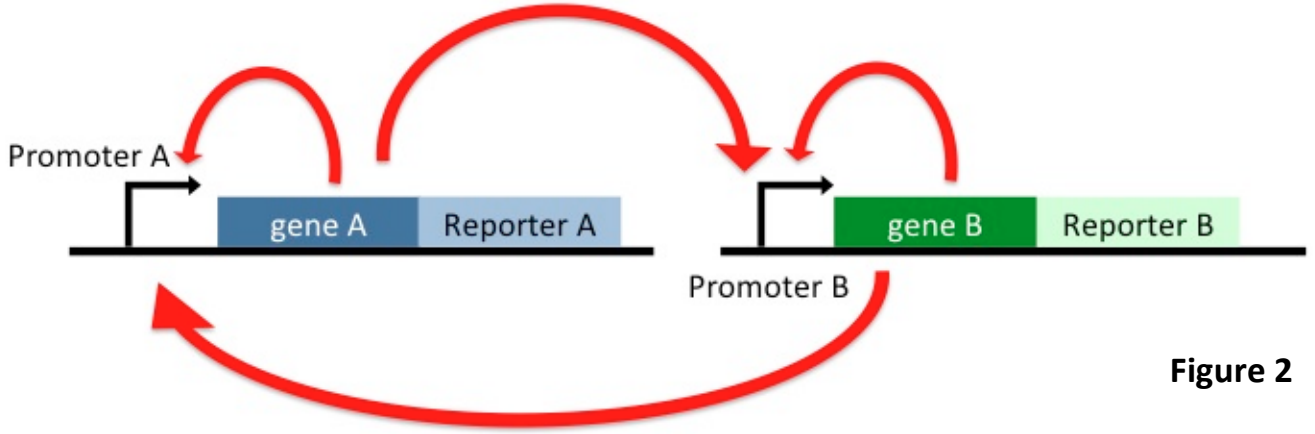 Promoter A
gene A
Reporter A
gene B
Reporter B
Promoter B
Figure 2